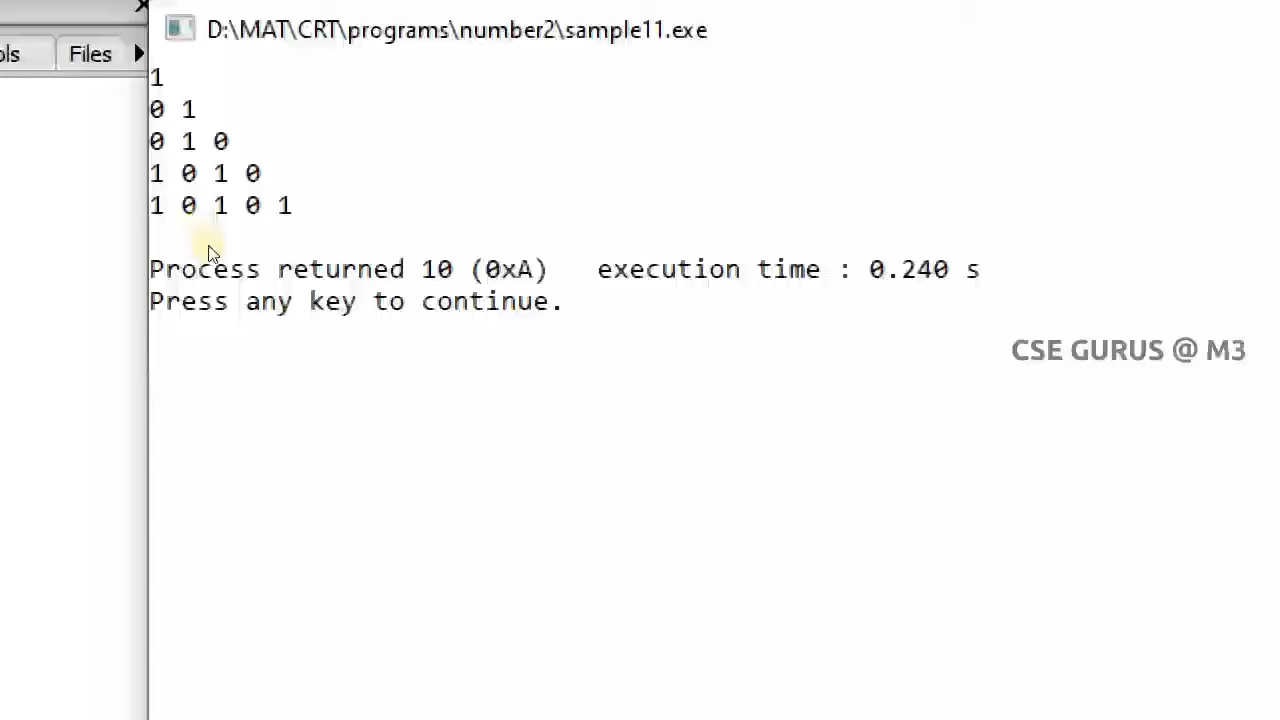 D:\MAT\CRT\programs\number2\sample11.exe
ols Files
1
0 1
0 1 0
1 0 1 0
1 0 1 0 1
Process returned 10 (0xA)   execution time : 0.240 s
Press any key to continue.
CSE GURUS @ M3